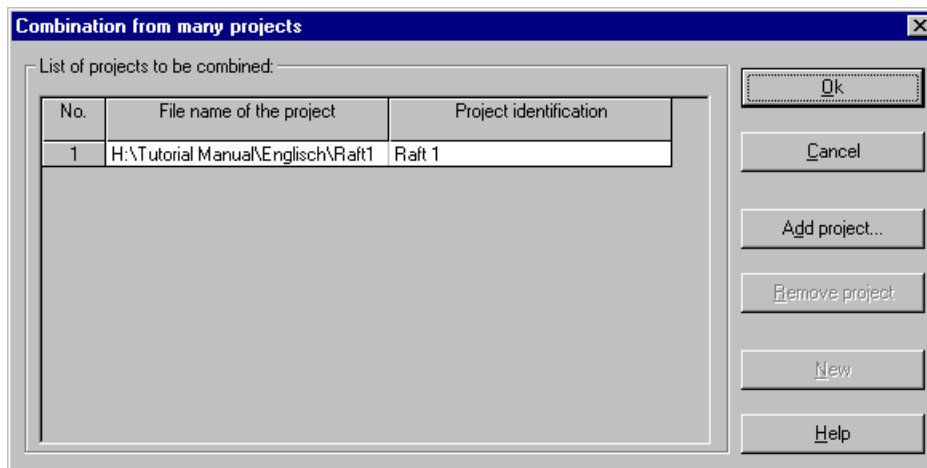 Combination from many projects
List of projects to be combined:
No. File name of the project Project identification
1 H:\Tutorial Manual\Englisch\Raft1 Raft 1
Ok
Cancel
Add project...
Remove project
New
Help